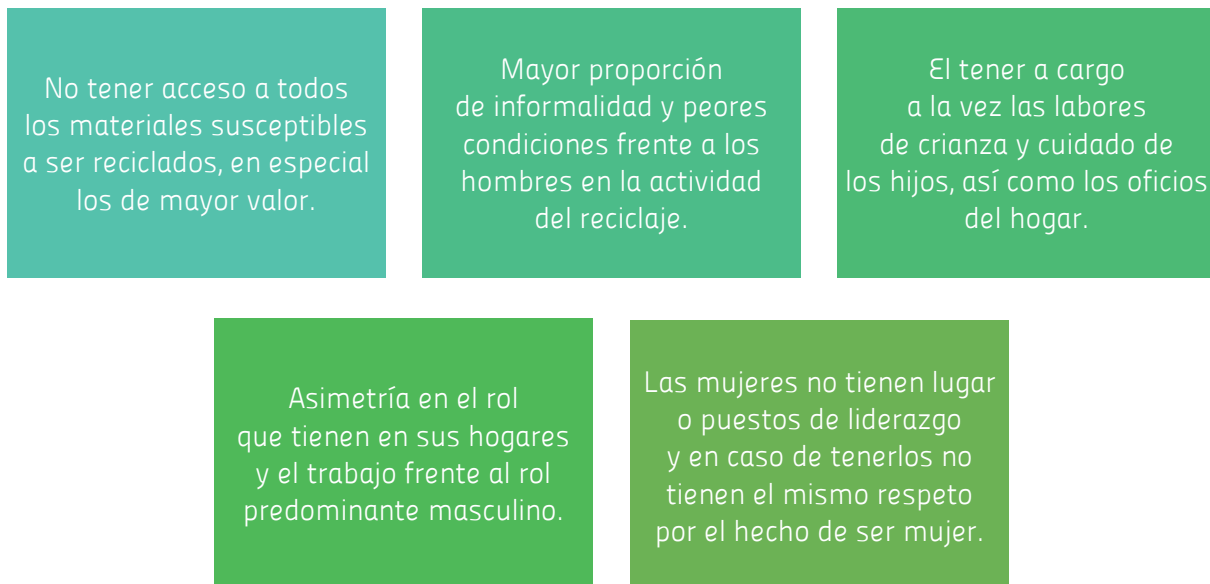 No tener acceso a todos
los materiales susceptibles
a ser reciclados, en especial
los de mayor valor.
Mayor proporción
de informalidad y peores
condiciones frente a los
hombres en la actividad
del reciclaje.
El tener a cargo
a la vez las labores
de crianza y cuidado de
los hijos, así como los oficios
del hogar.
Asimetría en el rol
que tienen en sus hogares
y el trabajo frente al rol
predominante masculino.
Las mujeres no tienen lugar
o puestos de liderazgo
y en caso de tenerlos no
tienen el mismo respeto
por el hecho de ser mujer.